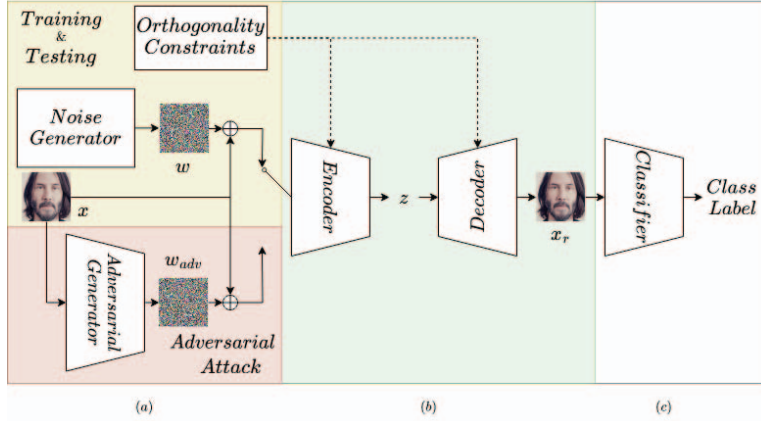 Training
&
Testing
Orthogonality
Constraints
Noise
Generator
w
x
Encoder
z
Decoder
x_r
Classifier
Class
Label
Adversarial
Generator
w_adv
Adversarial
Attack
(a)
(b)
(c)